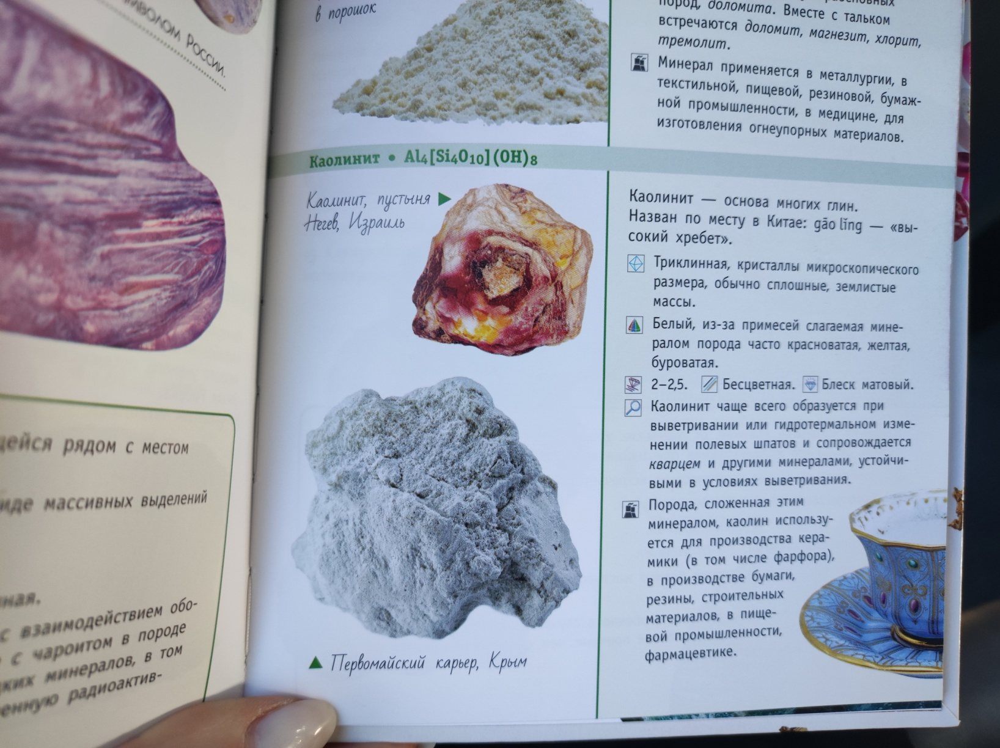 СИМВОЛОМ РОССИИ.
рядом с местом
массивных выделений
с взаимодействием обо-
с чароитом в породе
минералов, в том
радиоактив-
в порошок
пород, доломита. Вместе с тальком
встречаются доломит, магнезит, хлорит,
тремолит.
Минерал применяется в металлургии, в
текстильной, пищевой, резиновой, бумаж-
ной промышленности, в медицине, для
изготовления огнеупорных материалов.
Каолинит • Al₄[Si₄O₁₀](OH)₈
Каолинит, пустыня
Негев, Израиль
Первомайский карьер, Крым
Каолинит — основа многих глин.
Назван по месту в Китае: gāo lǐng — «вы-
сокий хребет».
Триклинная, кристаллы микроскопического
размера, обычно сплошные, землистые
массы.
Белый, из-за примесей слагаемая мине-
ралом порода часто красноватая, желтая,
буроватая.
2–2,5. Бесцветная. Блеск матовый.
Каолинит чаще всего образуется при
выветривании или гидротермальном изме-
нении полевых шпатов и сопровождается
кварцем и другими минералами, устойчи-
выми в условиях выветривания.
Порода, сложенная этим
минералом, каолин использу-
ется для производства кера-
мики (в том числе фарфора),
в производстве бумаги,
резины, строительных
материалов, в пище-
вой промышленности,
фармацевтике.